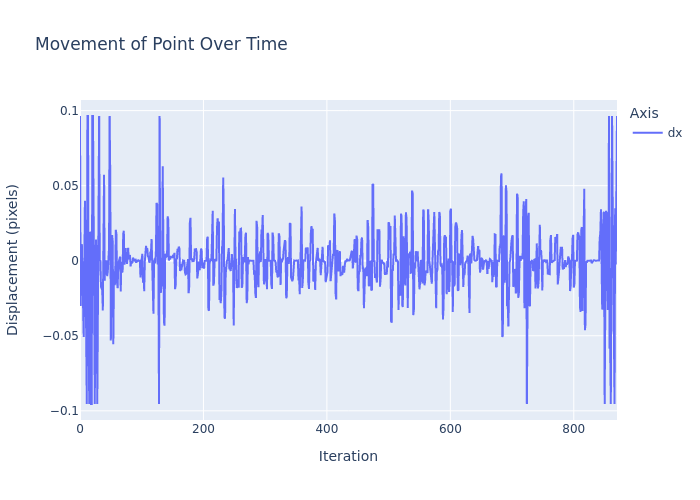 Movement of Point Over Time
Axis
dx
Displacement (pixels)
0.1
0.05
0
−0.05
−0.1
0
200
400
600
800
Iteration